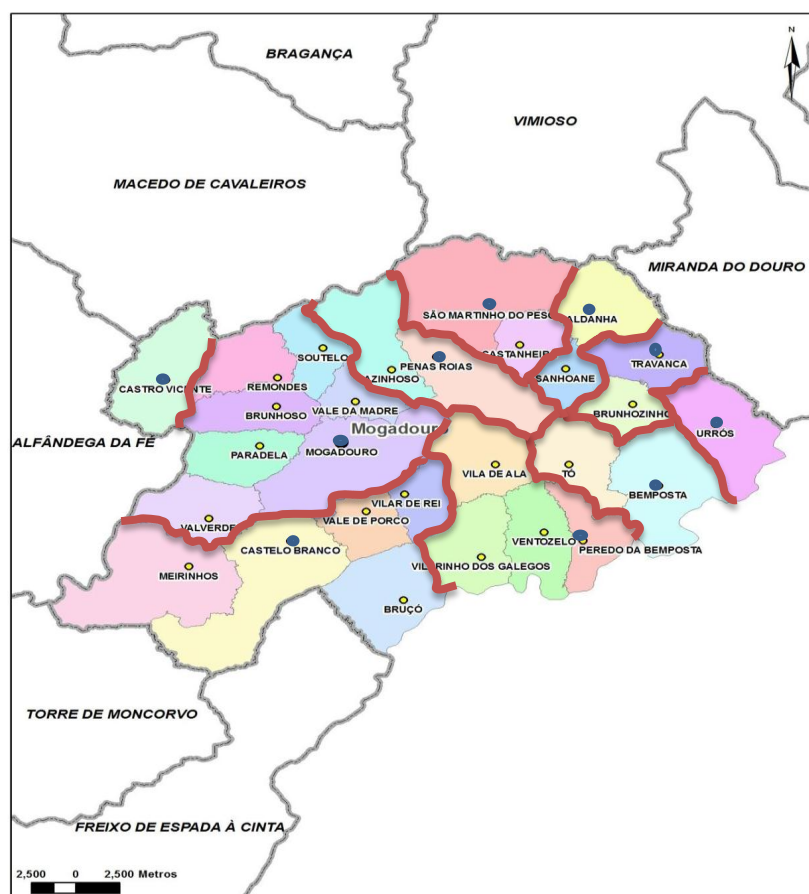 N
BRAGANÇA
VIMIOSO
MACEDO DE CAVALEIROS
MIRANDA DO DOURO
SÃO MARTINHO DO PESO
ALDANHA
CASTANHEIR
SOUTELO
PENAS ROIAS
TRAVANCA
AZINHOSO
SANHOANE
CASTRO VICENTE
REMONDES
BRUNHOSO
VALE DA MADRE
BRUNHOZINHO
URRÓS
Mogadour
ALFÂNDEGA DA FÉ
PARADELA
MOGADOURO
VILA DE ALA
TÓ
BEMPOSTA
VILAR DE REI
VALVERDE
VALE DE PORCO
CASTELO BRANCO
VENTOZELO
PEREDO DA BEMPOSTA
MEIRINHOS
VILARINHO DOS GALEGOS
BRUÇÓ
TORRE DE MONCORVO
FREIXO DE ESPADA À CINTA
2,500 0 2,500 Metros